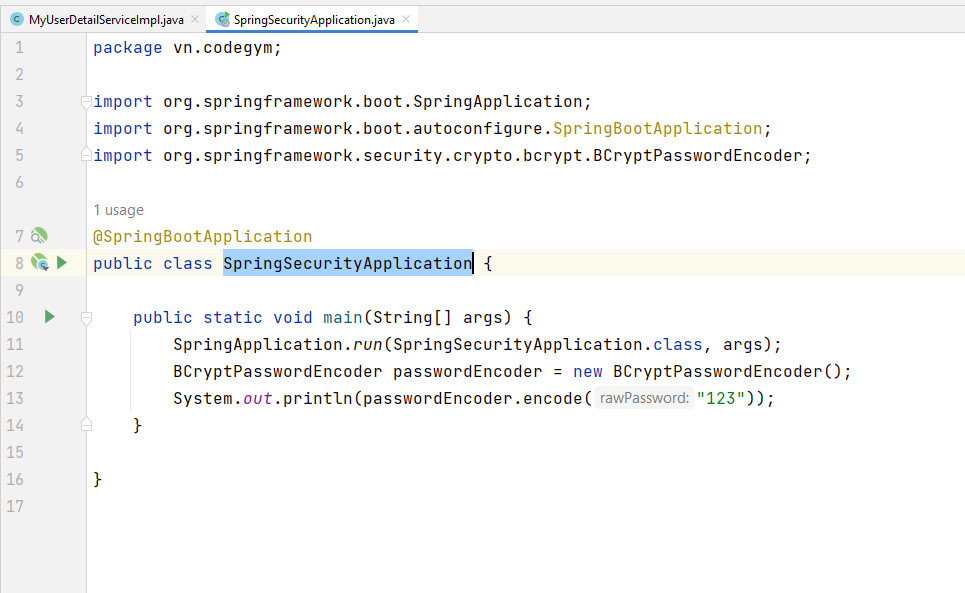 MyUserDetailServiceImpl.java × SpringSecurityApplication.java ×
1 package vn.codegym;
2
3 import org.springframework.boot.SpringApplication;
4 import org.springframework.boot.autoconfigure.SpringBootApplication;
5 import org.springframework.security.crypto.bcrypt.BCryptPasswordEncoder;
6
1 usage
7 @SpringBootApplication
8 public class SpringSecurityApplication {
9
10 public static void main(String[] args) {
11 SpringApplication.run(SpringSecurityApplication.class, args);
12 BCryptPasswordEncoder passwordEncoder = new BCryptPasswordEncoder();
13 System.out.println(passwordEncoder.encode( rawPassword: "123"));
14 }
15
16 }
17